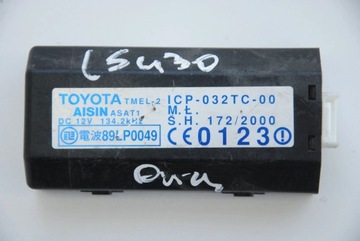 LS430
TOYOTA TMEL-2 ICP-032TC-00
AISIN ASAT1 M.Ł.
DC 12V 134.2kHz S.H. 172/2000
電波89LP0049 CE0123!